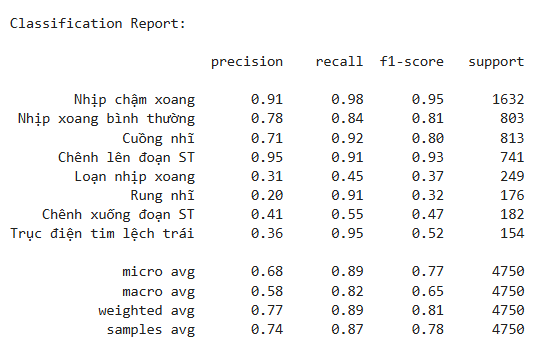 Classification Report:
precision recall f1-score support
Nhịp chậm xoang 0.91 0.98 0.95 1632
Nhịp xoang bình thường 0.78 0.84 0.81 803
Cuồng nhĩ 0.71 0.92 0.80 813
Chênh lên đoạn ST 0.95 0.91 0.93 741
Loạn nhịp xoang 0.31 0.45 0.37 249
Rung nhĩ 0.20 0.91 0.32 176
Chênh xuống đoạn ST 0.41 0.55 0.47 182
Trục điện tim lệch trái 0.36 0.95 0.52 154
micro avg 0.68 0.89 0.77 4750
macro avg 0.58 0.82 0.65 4750
weighted avg 0.77 0.89 0.81 4750
samples avg 0.74 0.87 0.78 4750